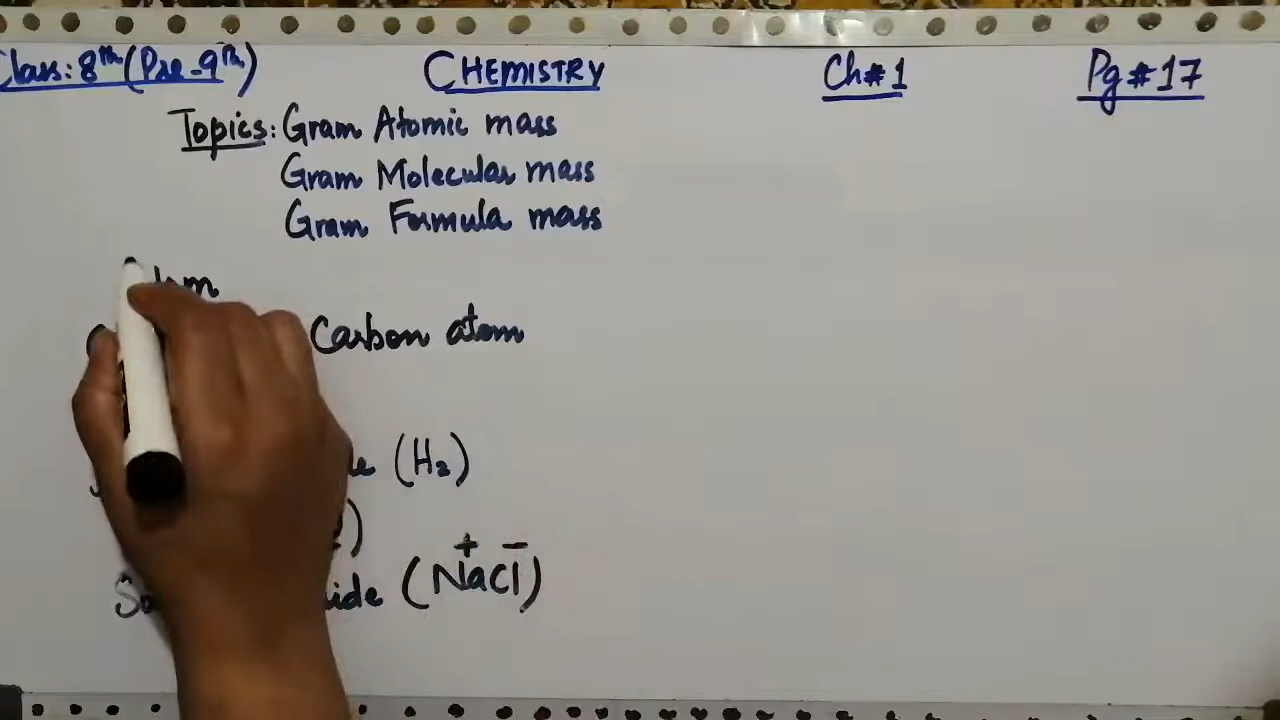 Class: 8th (Pre-9th) CHEMISTRY Ch#1 Pg#17
Topics: Gram Atomic mass
Gram Molecular mass
Gram Formula mass
Carbon atom
(H₂)
(NaCl)
+ −